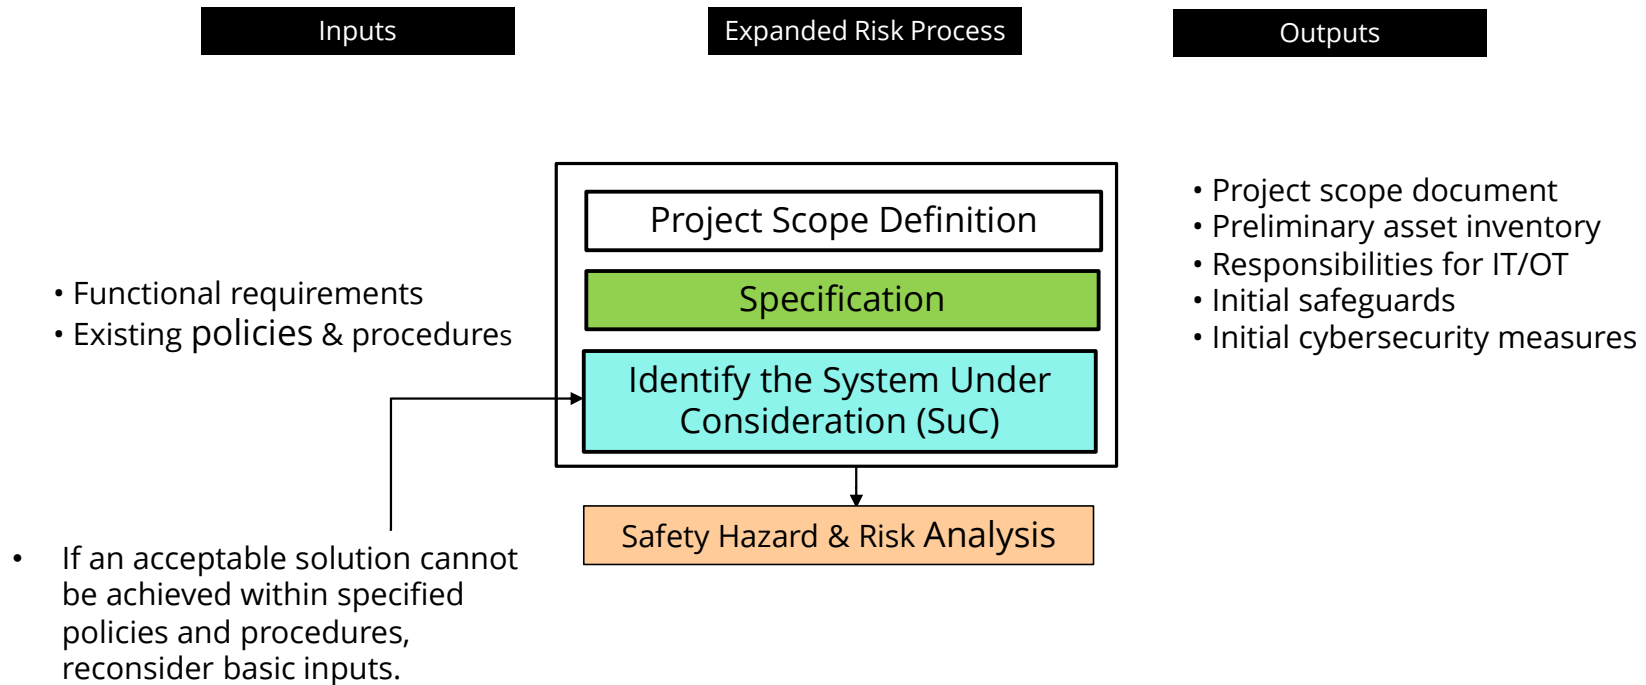 Inputs
Expanded Risk Process
Outputs
Project Scope Definition
Specification
Identify the System Under
Consideration (SuC)
Safety Hazard & Risk Analysis
• Functional requirements
• Existing policies & procedures
• If an acceptable solution cannot
be achieved within specified
policies and procedures,
reconsider basic inputs.
• Project scope document
• Preliminary asset inventory
• Responsibilities for IT/OT
• Initial safeguards
• Initial cybersecurity measures